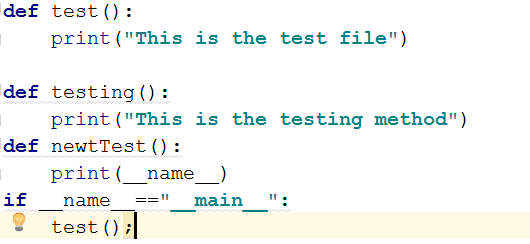 def test():
    print("This is the test file")

def testing():
    print("This is the testing method")
def newtTest():
    print(__name__)
if __name__=="__main__":
    test();